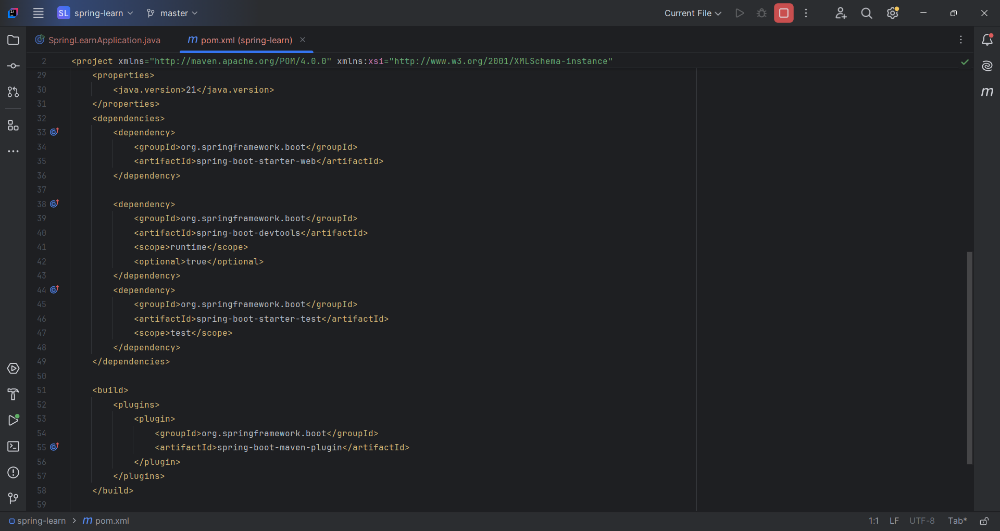 SL spring-learn master Current File
SpringLearnApplication.java m pom.xml (spring-learn)
2 <project xmlns="http://maven.apache.org/POM/4.0.0" xmlns:xsi="http://www.w3.org/2001/XMLSchema-instance"
29 <properties>
30 <java.version>21</java.version>
31 </properties>
32 <dependencies>
33 <dependency>
34 <groupId>org.springframework.boot</groupId>
35 <artifactId>spring-boot-starter-web</artifactId>
36 </dependency>
37
38 <dependency>
39 <groupId>org.springframework.boot</groupId>
40 <artifactId>spring-boot-devtools</artifactId>
41 <scope>runtime</scope>
42 <optional>true</optional>
43 </dependency>
44 <dependency>
45 <groupId>org.springframework.boot</groupId>
46 <artifactId>spring-boot-starter-test</artifactId>
47 <scope>test</scope>
48 </dependency>
49 </dependencies>
50
51 <build>
52 <plugins>
53 <plugin>
54 <groupId>org.springframework.boot</groupId>
55 <artifactId>spring-boot-maven-plugin</artifactId>
56 </plugin>
57 </plugins>
58 </build>
59
spring-learn > m pom.xml 1:1 LF UTF-8 Tab*